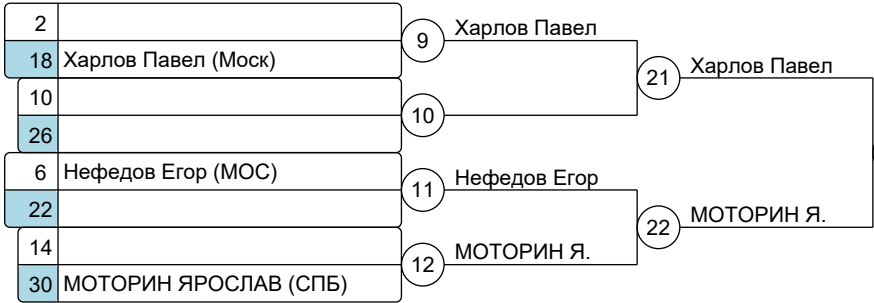 2
9 Харлов Павел
18 Харлов Павел (Моск)
21 Харлов Павел
10
10
26
6 Нефедов Егор (МОС)
11 Нефедов Егор
22
22 МОТОРИН Я.
14
12 МОТОРИН Я.
30 МОТОРИН ЯРОСЛАВ (СПБ)